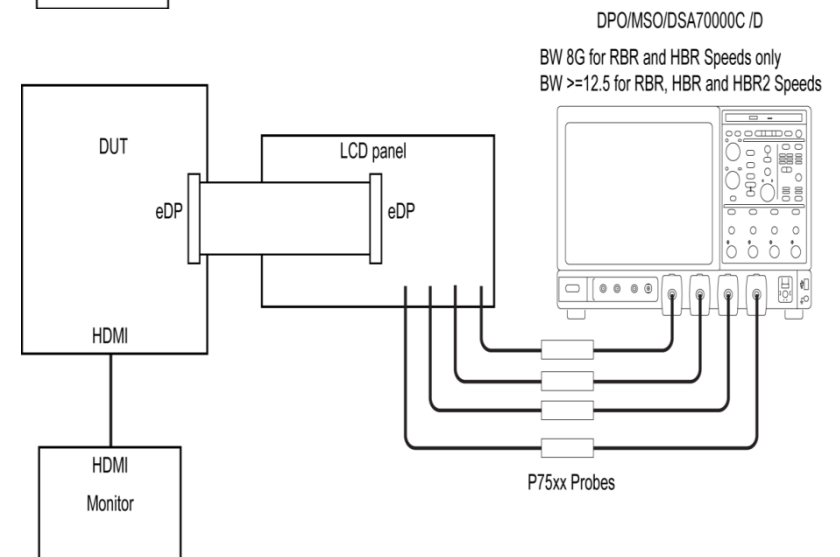 DPO/MSO/DSA70000C /D
BW 8G for RBR and HBR Speeds only
BW >=12.5 for RBR, HBR and HBR2 Speeds
DUT
LCD panel
eDP
eDP
HDMI
HDMI
Monitor
P75xx Probes